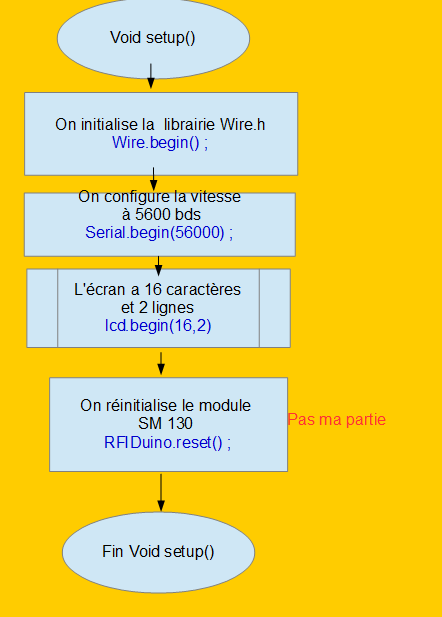 Void setup()
On initialise la librairie Wire.h
Wire.begin() ;
On configure la vitesse
à 5600 bds
Serial.begin(56000) ;
L'écran a 16 caractères
et 2 lignes
lcd.begin(16,2)
On réinitialise le module
SM 130
RFIDuino.reset() ;
Pas ma partie
Fin Void setup()